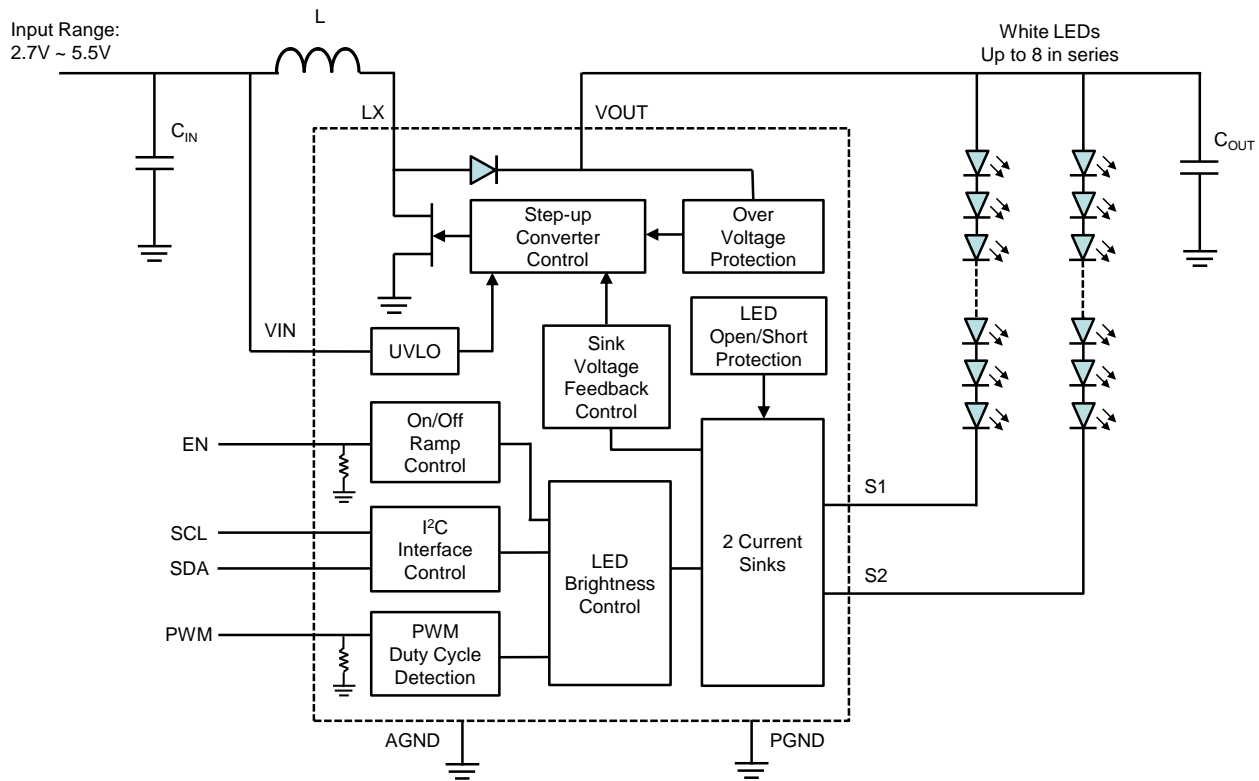 Input Range:
2.7V ~ 5.5V
L
White LEDs
Up to 8 in series
LX
VOUT
CIN
COUT
Step-up
Converter
Control
Over
Voltage
Protection
VIN
UVLO
Sink
Voltage
Feedback
Control
LED
Open/Short
Protection
EN
On/Off
Ramp
Control
SCL
SDA
I²C
Interface
Control
LED
Brightness
Control
2 Current
Sinks
S1
S2
PWM
PWM
Duty Cycle
Detection
AGND
PGND